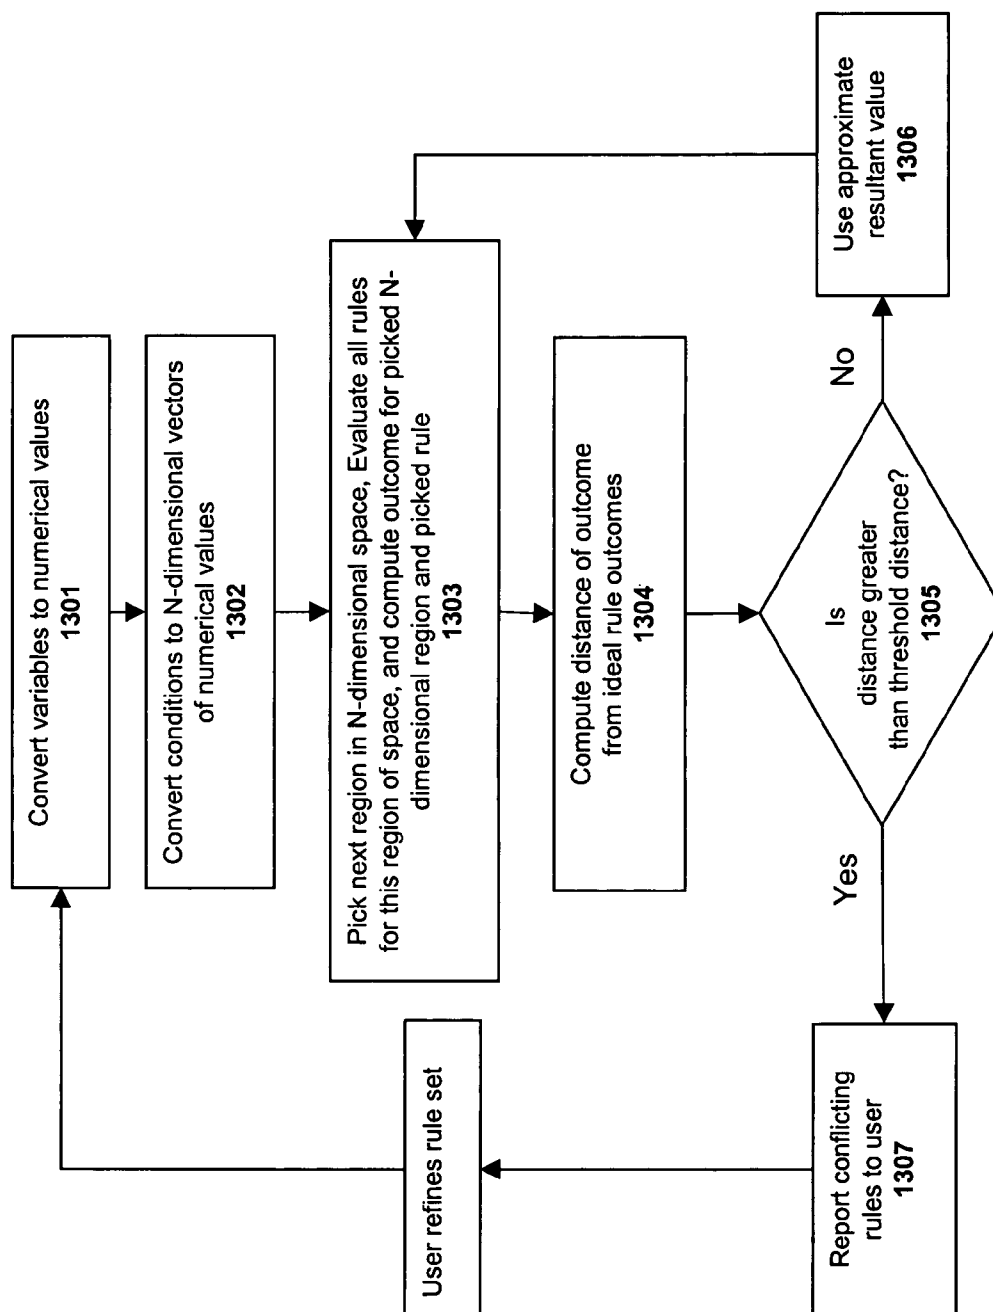 Convert variables to numerical values
1301
Convert conditions to N-dimensional vectors
of numerical values
1302
Pick next region in N-dimensional space, Evaluate all rules
for this region of space, and compute outcome for picked N-
dimensional region and picked rule
1303
Compute distance of outcome
from ideal rule outcomes
1304
Is
distance greater
than threshold distance?
1305
No
Use approximate
resultant value
1306
Yes
Report conflicting
rules to user
1307
User refines rule set